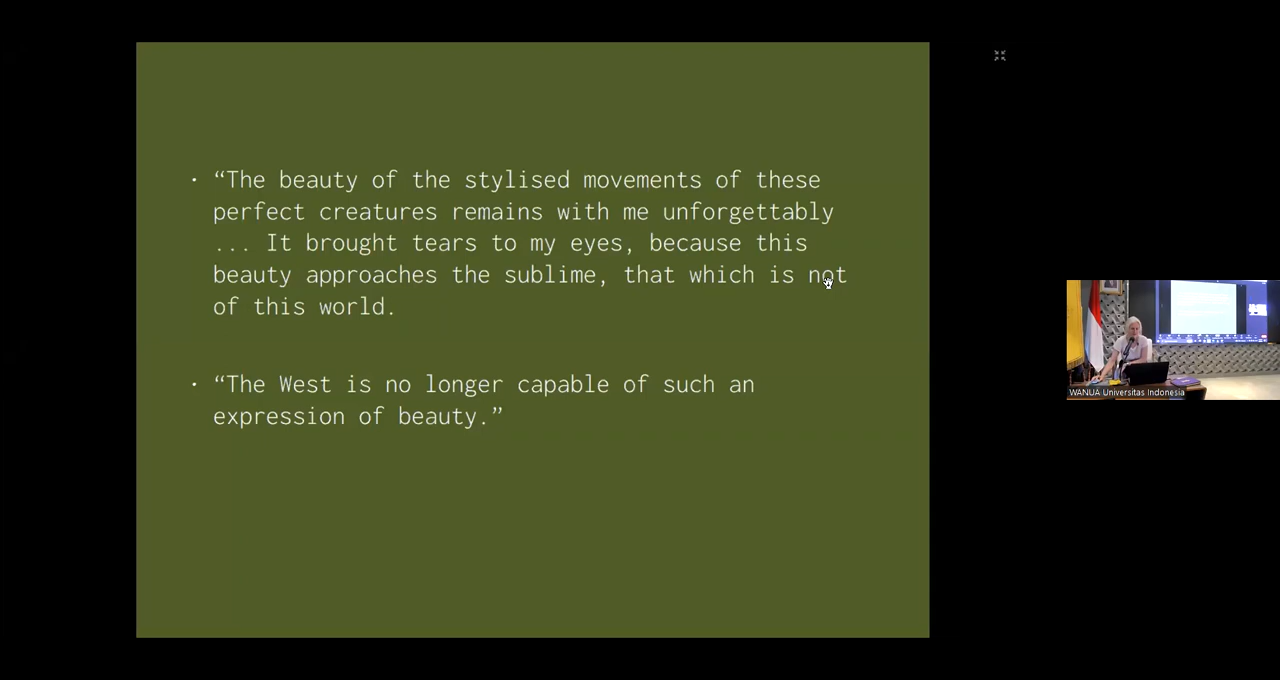 • “The beauty of the stylised movements of these
perfect creatures remains with me unforgettably
... It brought tears to my eyes, because this
beauty approaches the sublime, that which is not
of this world.
• “The West is no longer capable of such an
expression of beauty.”
WANUA Universitas Indonesia